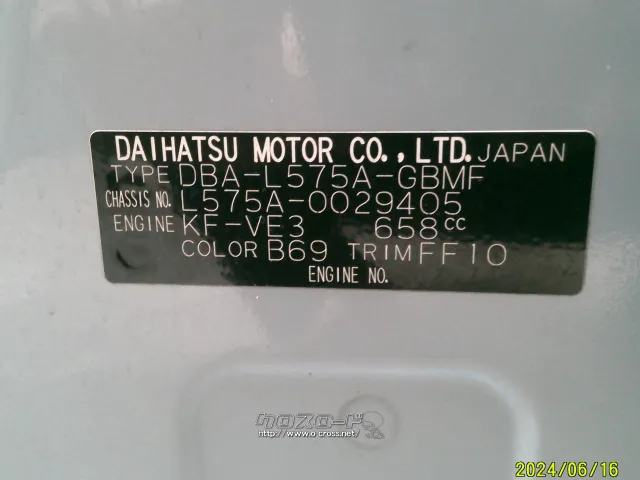 DAIHATSU MOTOR CO., LTD. JAPAN
TYPE DBA-L575A-GBMF
CHASSIS NO. L575A-0029405
ENGINE KF-VE3 658cc
COLOR B69 TRIM FF10
ENGINE NO.
クロスロード
http://www.o-cross.net/
2024/06/16